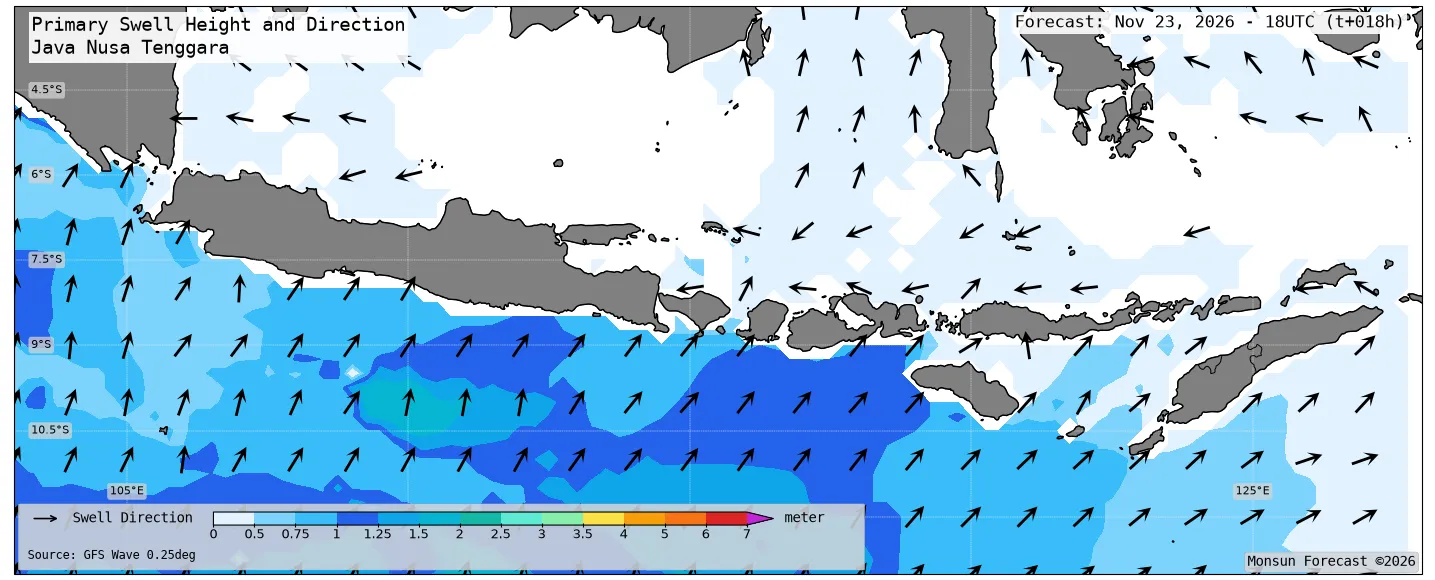 Primary Swell Height and Direction
Java Nusa Tenggara
Forecast: Nov 23, 2026 - 18UTC (t+018h)
4.5°S
6°S
7.5°S
9°S
10.5°S
105°E
125°E
Swell Direction
0 0.5 0.75 1 1.25 1.5 2 2.5 3 3.5 4 5 6 7
meter
Source: GFS Wave 0.25deg
Monsun Forecast ©2026